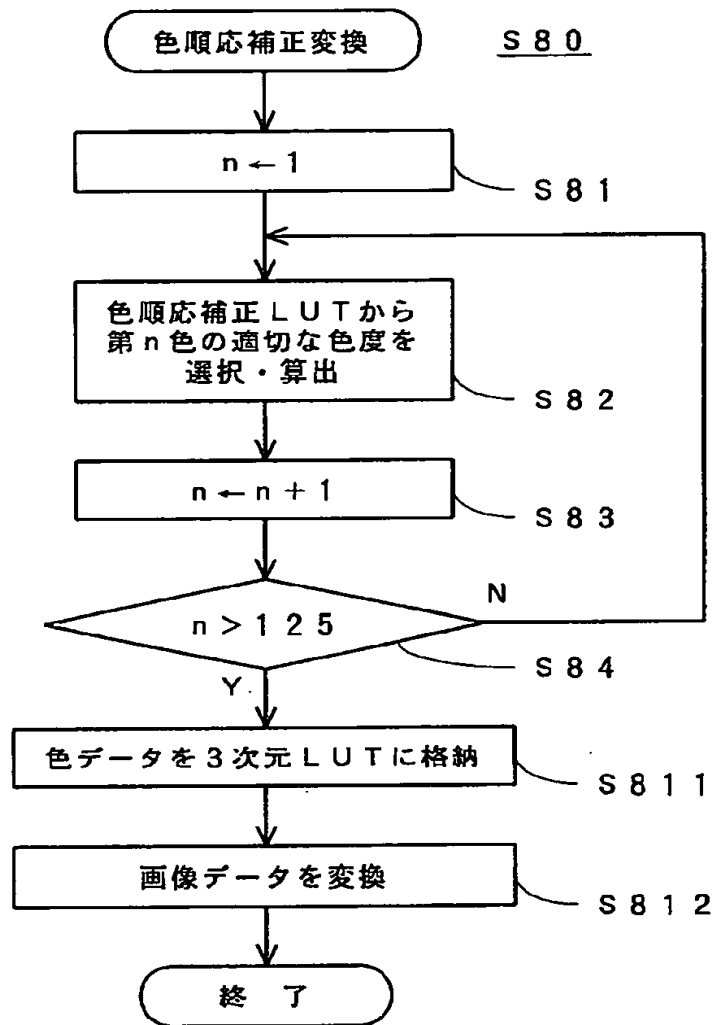 色順応補正変換
S80
n←1
S81
色順応補正LUTから
第n色の適切な色度を
選択・算出
S82
n←n+1
S83
n>125
N
S84
Y
色データを3次元LUTに格納
S811
画像データを変換
S812
終了